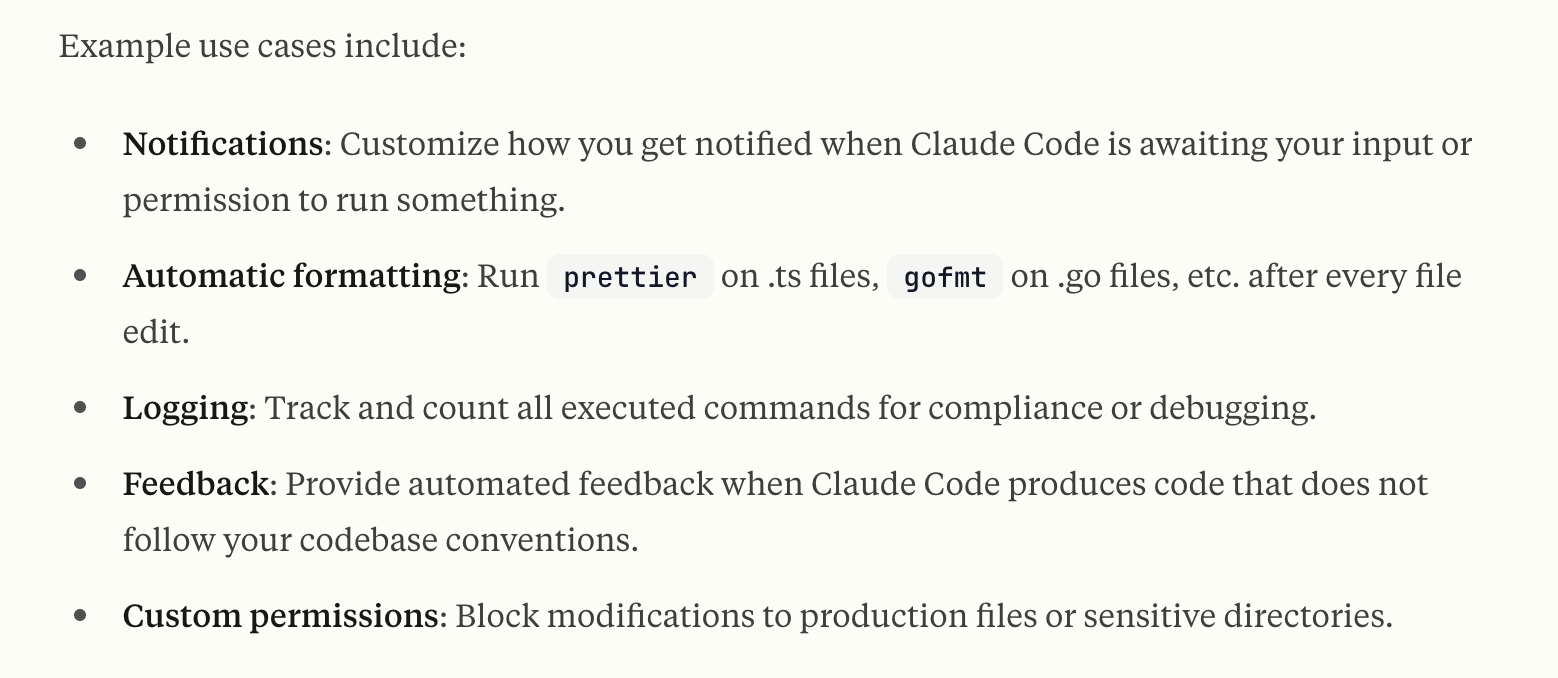 Example use cases include:
Notifications: Customize how you get notified when Claude Code is awaiting your input or
permission to run something.
Automatic formatting: Run prettier on .ts files, gofmt on .go files, etc. after every file
edit.
Logging: Track and count all executed commands for compliance or debugging.
Feedback: Provide automated feedback when Claude Code produces code that does not
follow your codebase conventions.
Custom permissions: Block modifications to production files or sensitive directories.